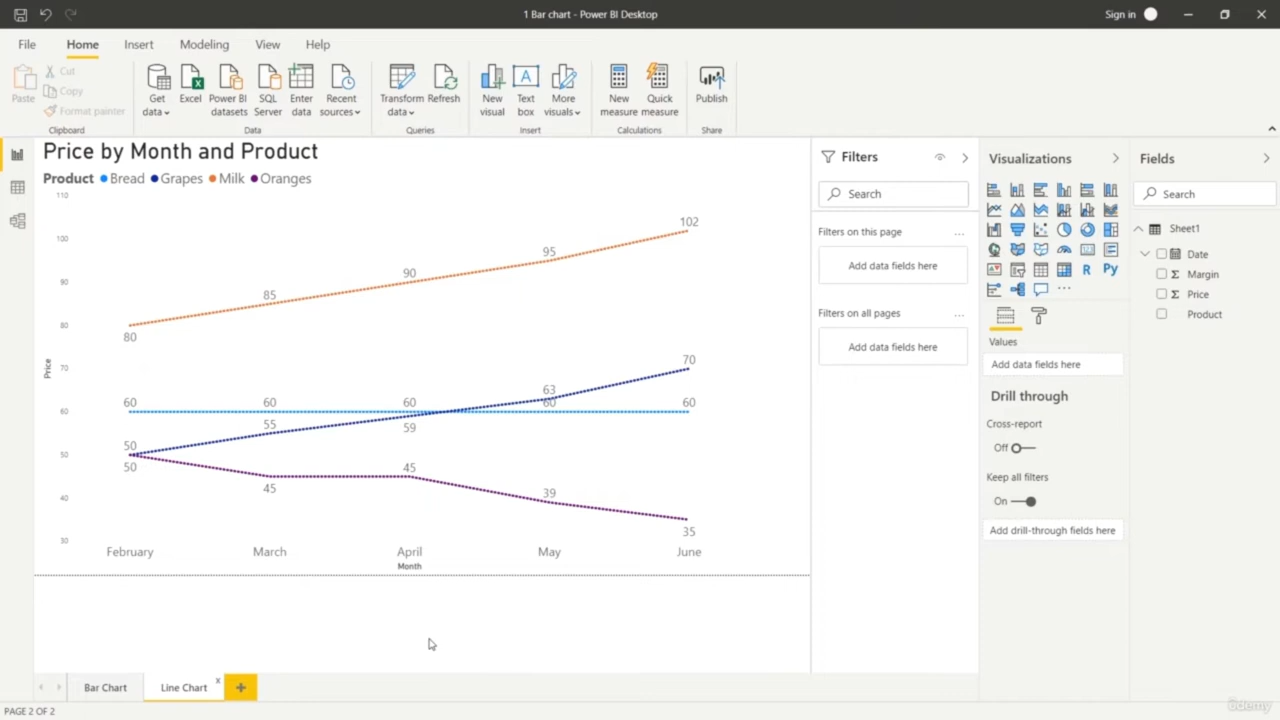 1 Bar chart - Power BI Desktop
Sign in
File Home Insert Modeling View Help
Paste
Cut
Copy
Format painter
Clipboard
Get data
Excel
Power BI datasets
SQL Server
Enter data
Recent sources
Data
Transform data
Refresh
Queries
New visual
Text box
More visuals
Insert
New measure
Quick measure
Calculations
Publish
Share
Price by Month and Product
Product Bread Grapes Milk Oranges
110
100
90
80
70
60
50
40
30
Price
80 85 90 95 102
60 60 60 60 60
50 55 59 63 70
50 45 45 39 35
February March April May June
Month
Filters
Search
Filters on this page ...
Add data fields here
Filters on all pages ...
Add data fields here
Visualizations
R Py
Values
Add data fields here
Drill through
Cross-report
Off
Keep all filters
On
Add drill-through fields here
Fields
Search
Sheet1
Date
Σ Margin
Σ Price
Product
Bar Chart
Line Chart x
+
PAGE 2 OF 2
ûdemy